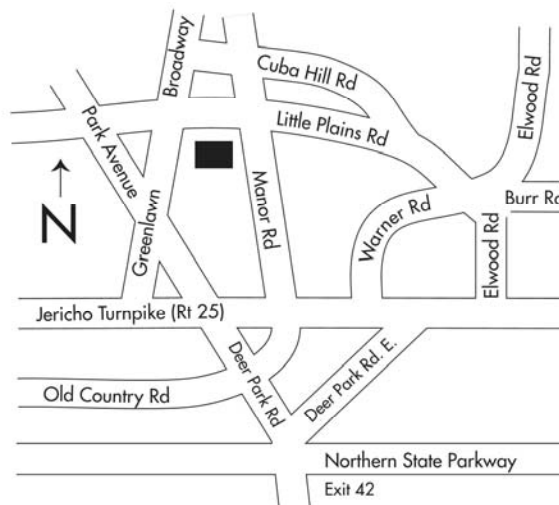 Broadway
Cuba Hill Rd
Elwood Rd
Park Avenue
Little Plains Rd
Burr Rd
N
Greenlawn
Manor Rd
Warner Rd
Elwood Rd
Jericho Turnpike (Rt 25)
Deer Park Rd
Deer Park Rd. E.
Old Country Rd
Northern State Parkway
Exit 42